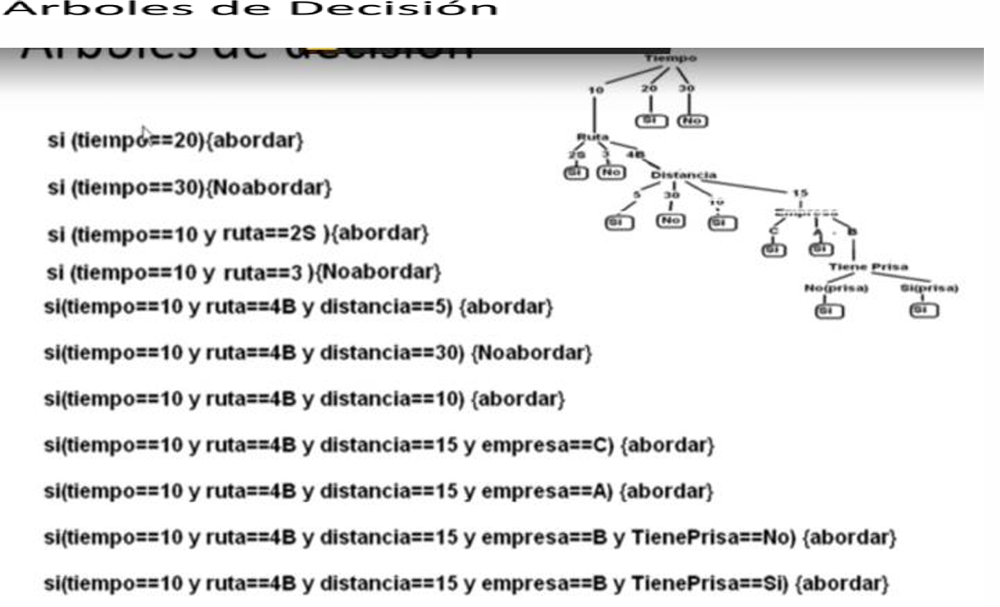 Árboles de Decisión
Árboles de decisión
Tiempo
10 20 30
Si No
Ruta
2S 3 4B
Si No
Distancia
5 30 10 15
Si No Si
Empresa
C A B
Si Si
Tiene Prisa
No(prisa) Si(prisa)
Si Si
si (tiempo==20){abordar}
si (tiempo==30){Noabordar}
si (tiempo==10 y ruta==2S ){abordar}
si (tiempo==10 y ruta==3 ){Noabordar}
si(tiempo==10 y ruta==4B y distancia==5) {abordar}
si(tiempo==10 y ruta==4B y distancia==30) {Noabordar}
si(tiempo==10 y ruta==4B y distancia==10) {abordar}
si(tiempo==10 y ruta==4B y distancia==15 y empresa==C) {abordar}
si(tiempo==10 y ruta==4B y distancia==15 y empresa==A) {abordar}
si(tiempo==10 y ruta==4B y distancia==15 y empresa==B y TienePrisa==No) {abordar}
si(tiempo==10 y ruta==4B y distancia==15 y empresa==B y TienePrisa==Si) {abordar}